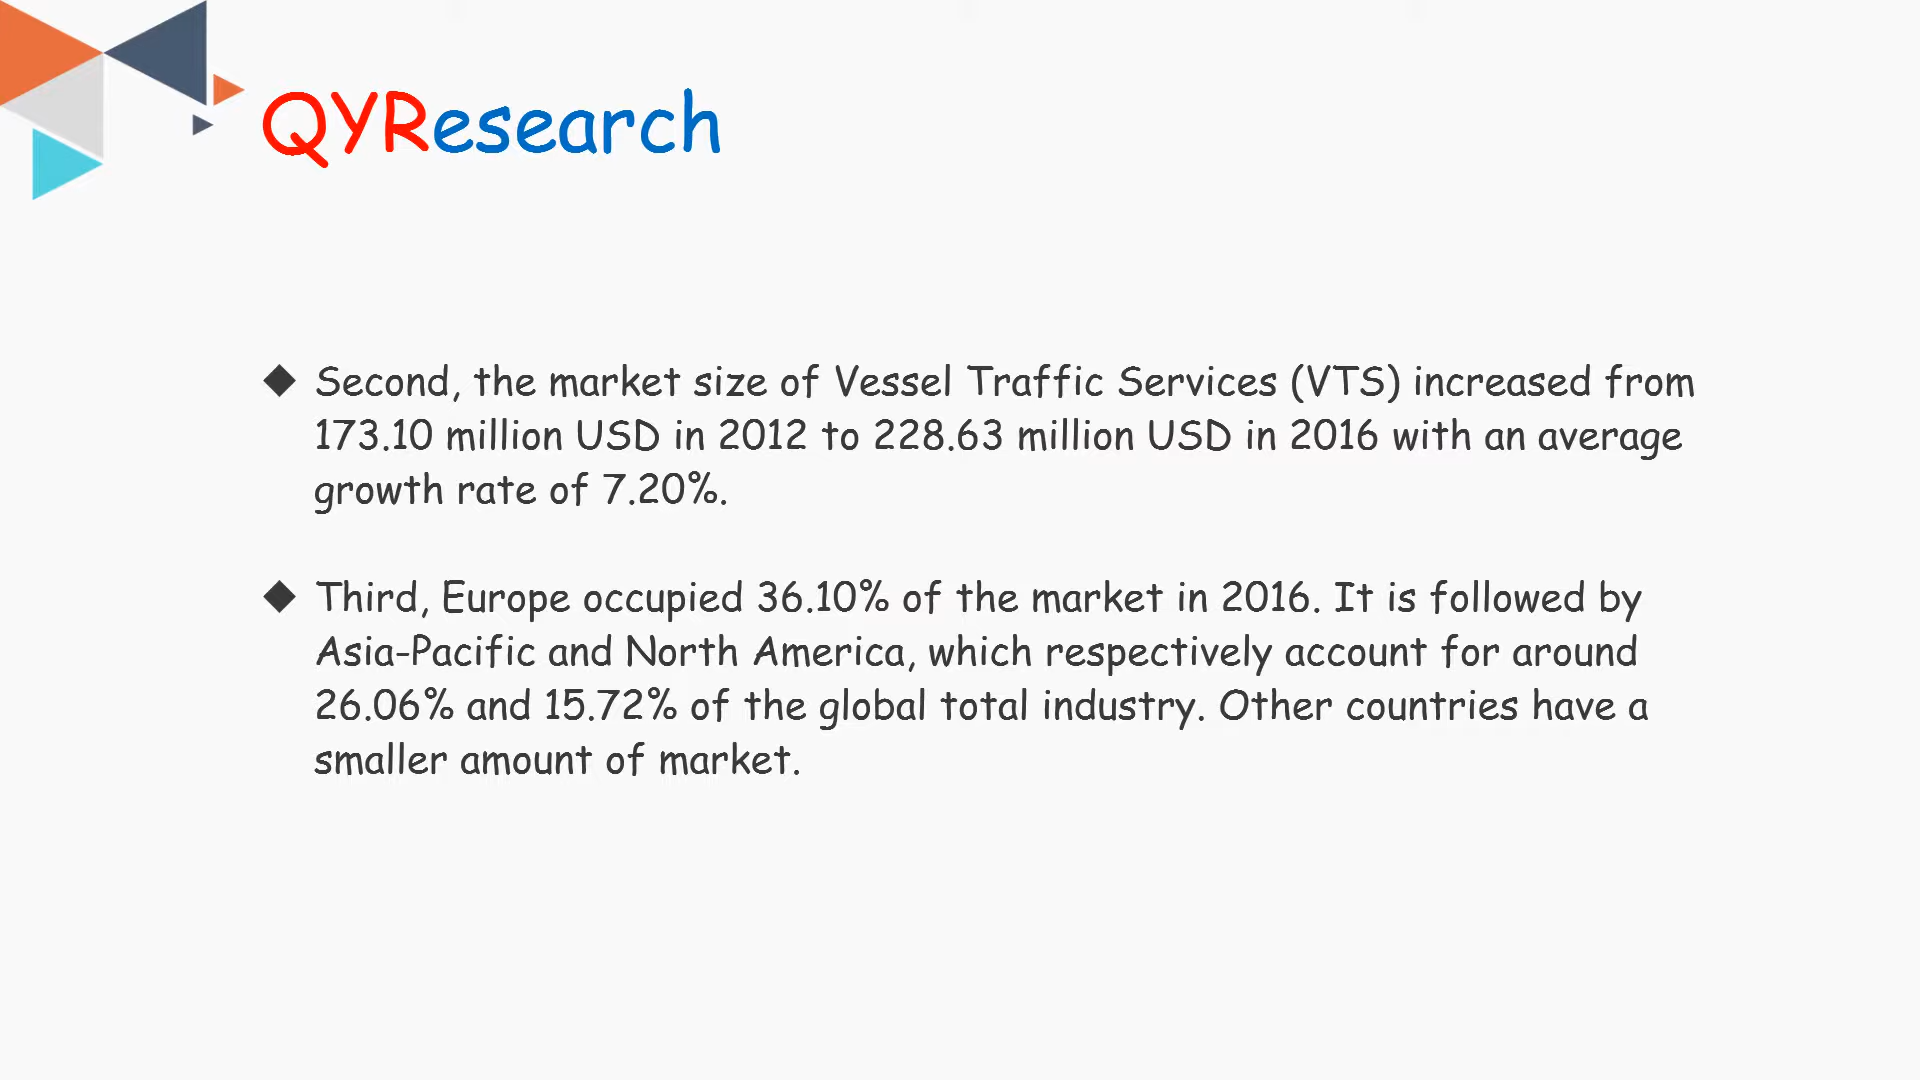 QYResearch
◆ Second, the market size of Vessel Traffic Services (VTS) increased from
173.10 million USD in 2012 to 228.63 million USD in 2016 with an average
growth rate of 7.20%.
◆ Third, Europe occupied 36.10% of the market in 2016. It is followed by
Asia-Pacific and North America, which respectively account for around
26.06% and 15.72% of the global total industry. Other countries have a
smaller amount of market.